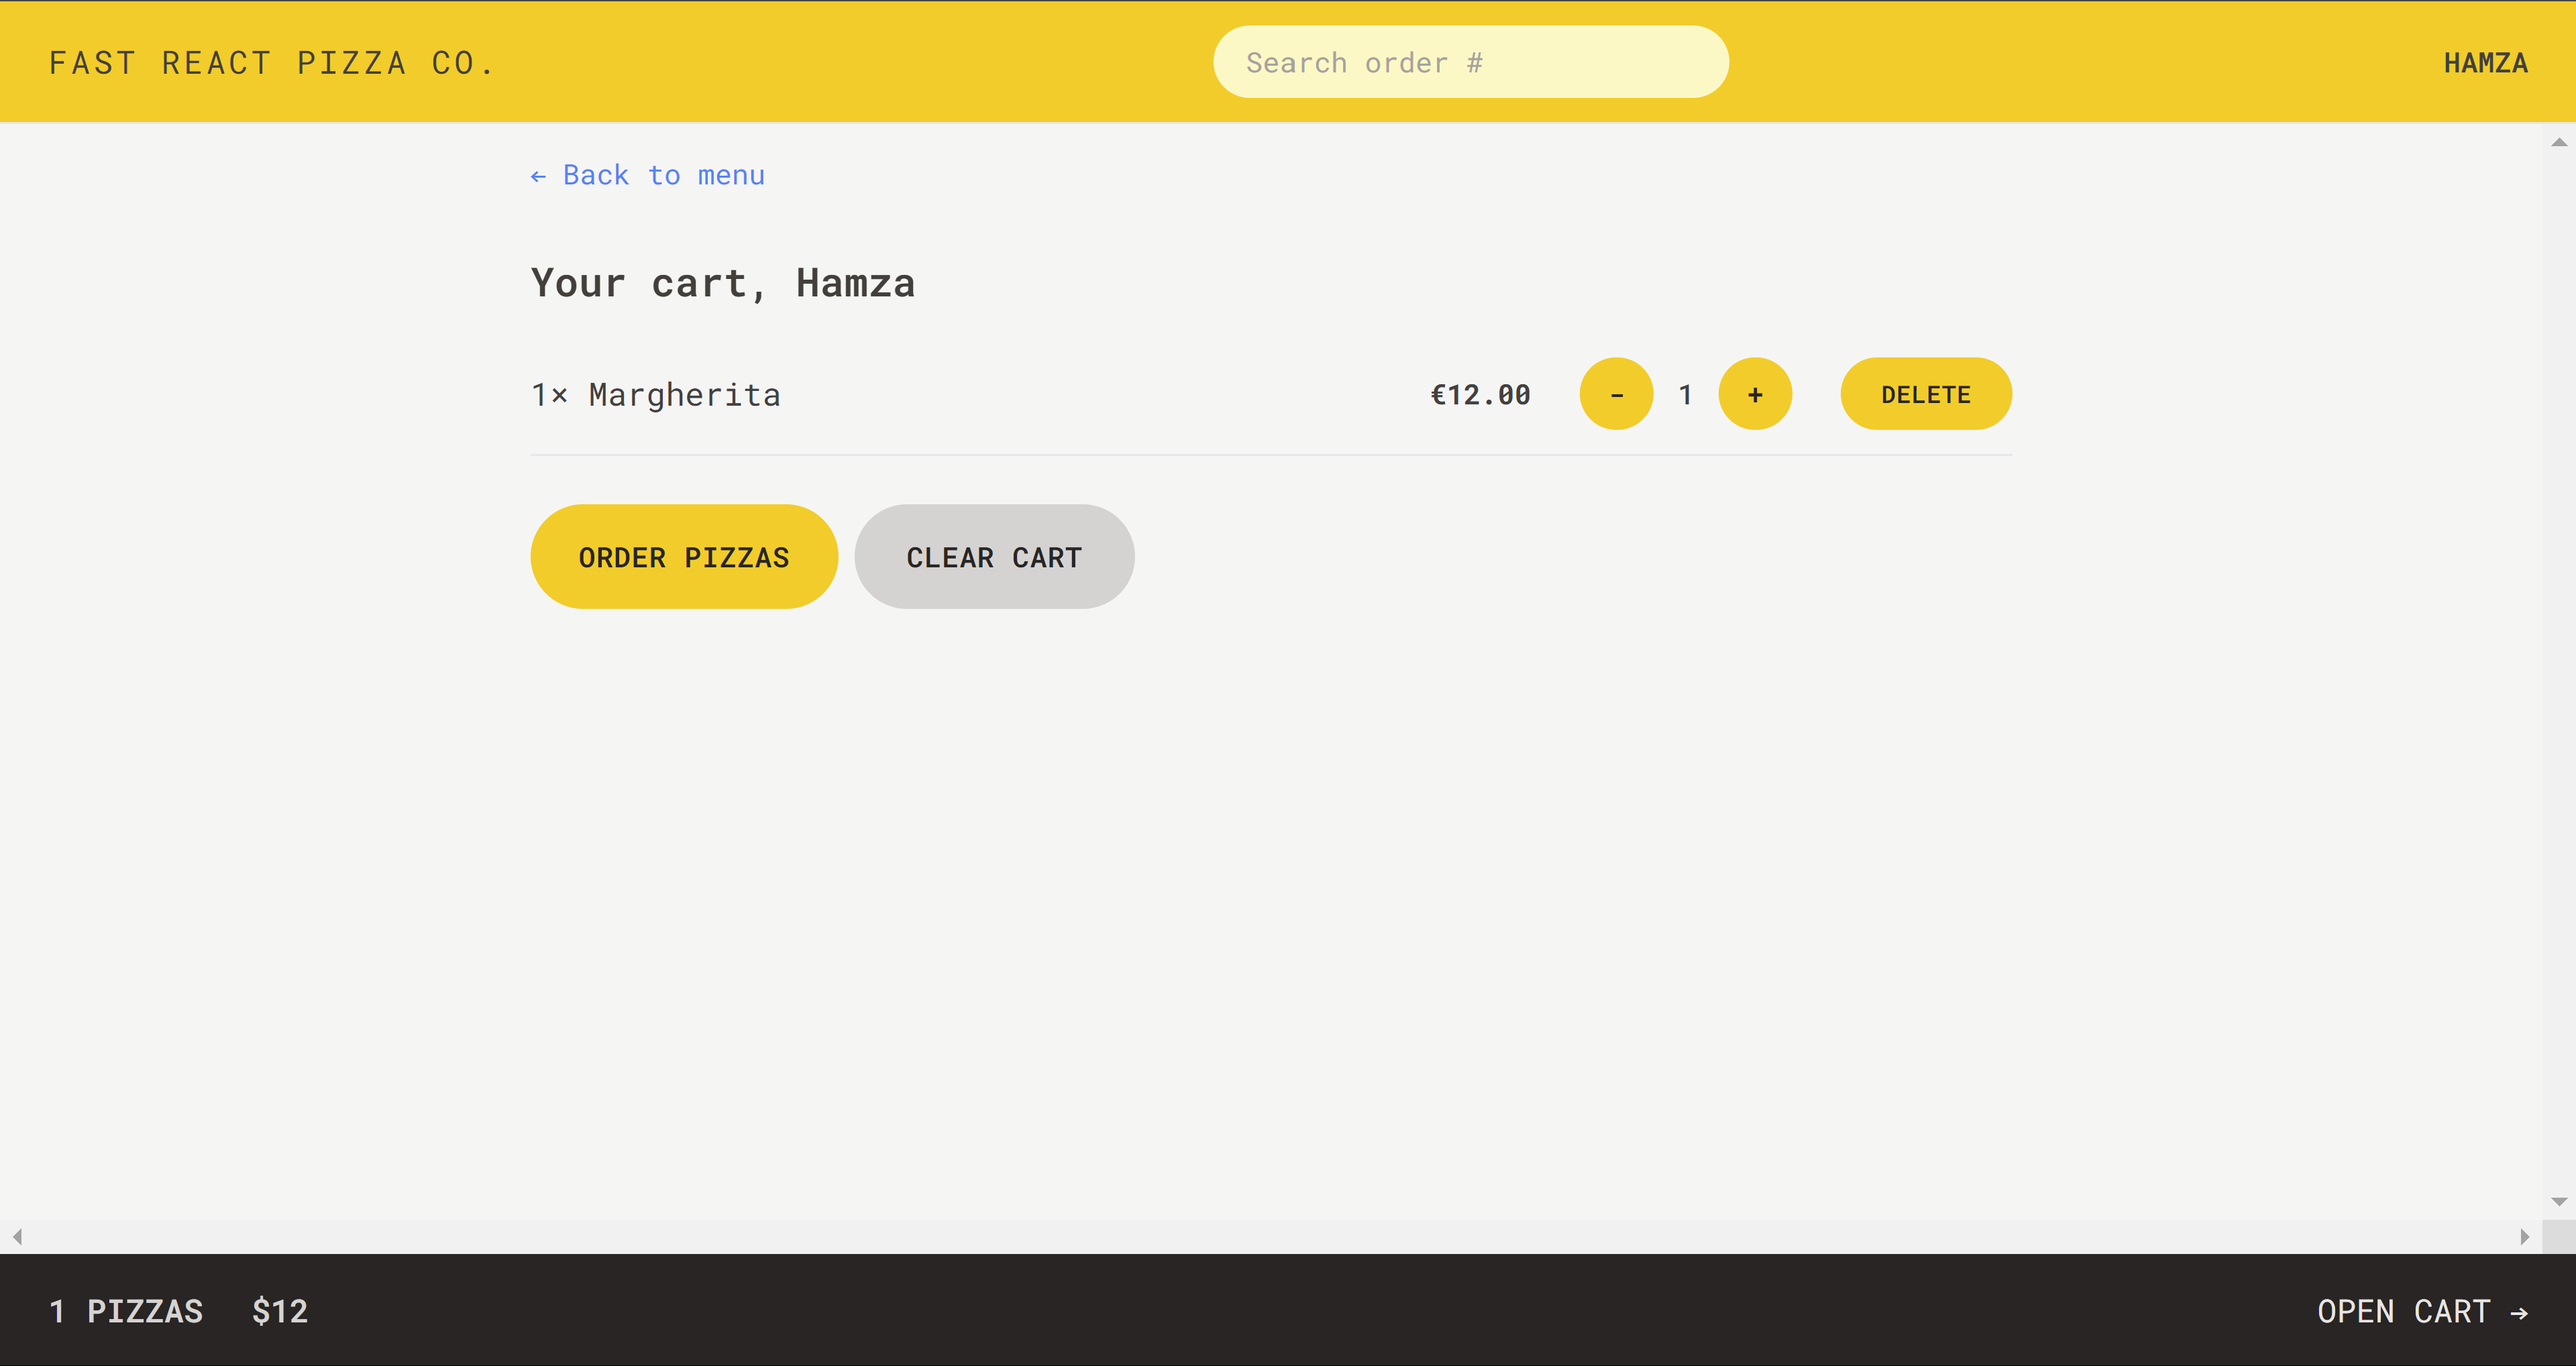 FAST REACT PIZZA CO.
Search order #
HAMZA
← Back to menu
Your cart, Hamza
1× Margherita
€12.00
-
1
+
DELETE
ORDER PIZZAS
CLEAR CART
1 PIZZAS
$12
OPEN CART →